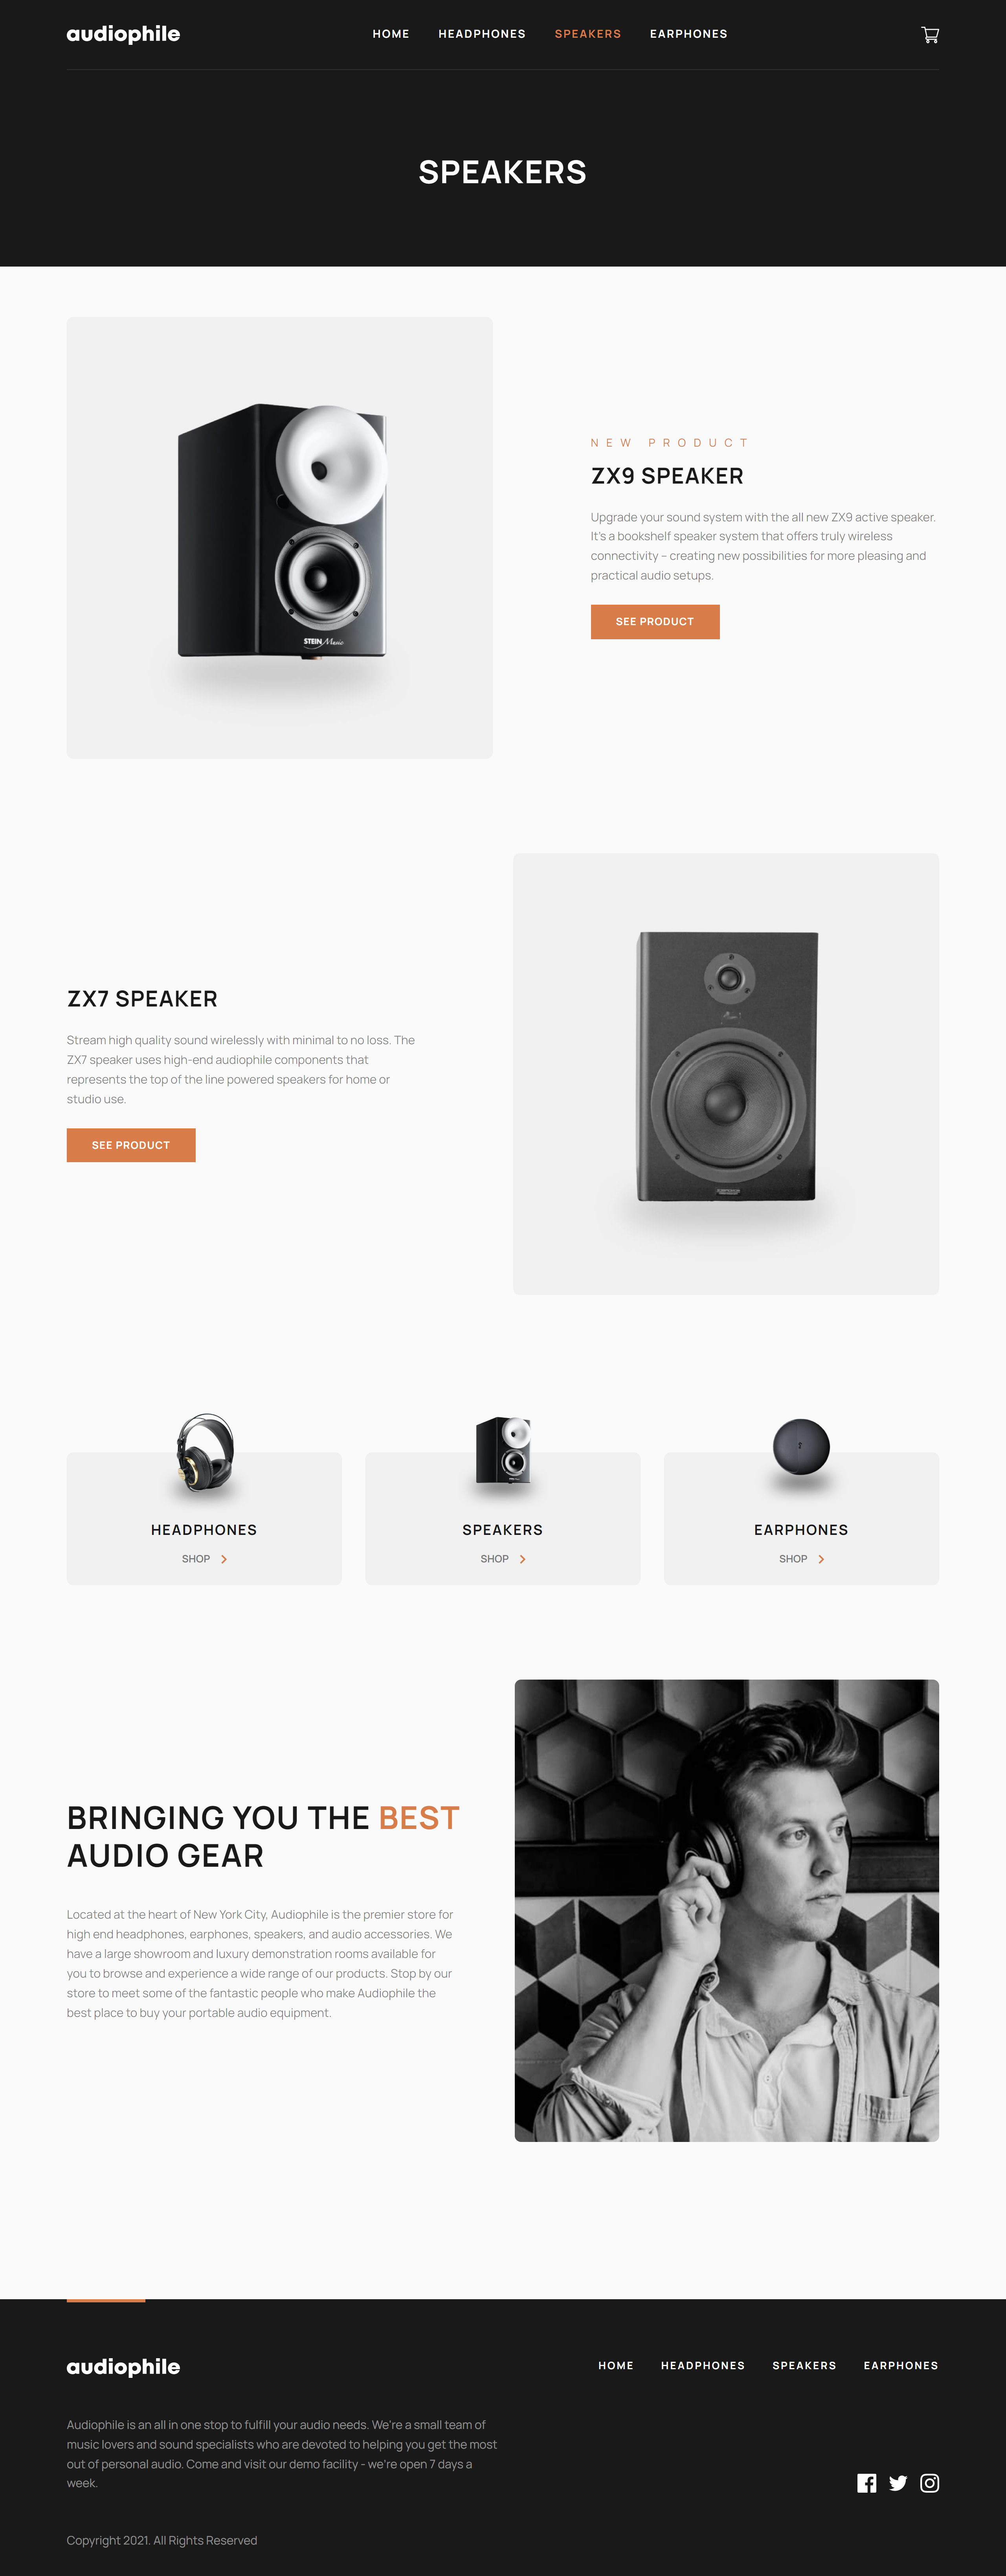 audiophile
HOME HEADPHONES SPEAKERS EARPHONES
SPEAKERS
NEW PRODUCT
ZX9 SPEAKER
Upgrade your sound system with the all new ZX9 active speaker.
It's a bookshelf speaker system that offers truly wireless
connectivity – creating new possibilities for more pleasing and
practical audio setups.
SEE PRODUCT
STEIN Music
ZX7 SPEAKER
Stream high quality sound wirelessly with minimal to no loss. The
ZX7 speaker uses high-end audiophile components that
represents the top of the line powered speakers for home or
studio use.
SEE PRODUCT
HEADPHONES
SHOP
SPEAKERS
SHOP
EARPHONES
SHOP
BRINGING YOU THE BEST
AUDIO GEAR
Located at the heart of New York City, Audiophile is the premier store for
high end headphones, earphones, speakers, and audio accessories. We
have a large showroom and luxury demonstration rooms available for
you to browse and experience a wide range of our products. Stop by our
store to meet some of the fantastic people who make Audiophile the
best place to buy your portable audio equipment.
audiophile
HOME HEADPHONES SPEAKERS EARPHONES
Audiophile is an all in one stop to fulfill your audio needs. We're a small team of
music lovers and sound specialists who are devoted to helping you get the most
out of personal audio. Come and visit our demo facility - we're open 7 days a
week.
Copyright 2021. All Rights Reserved